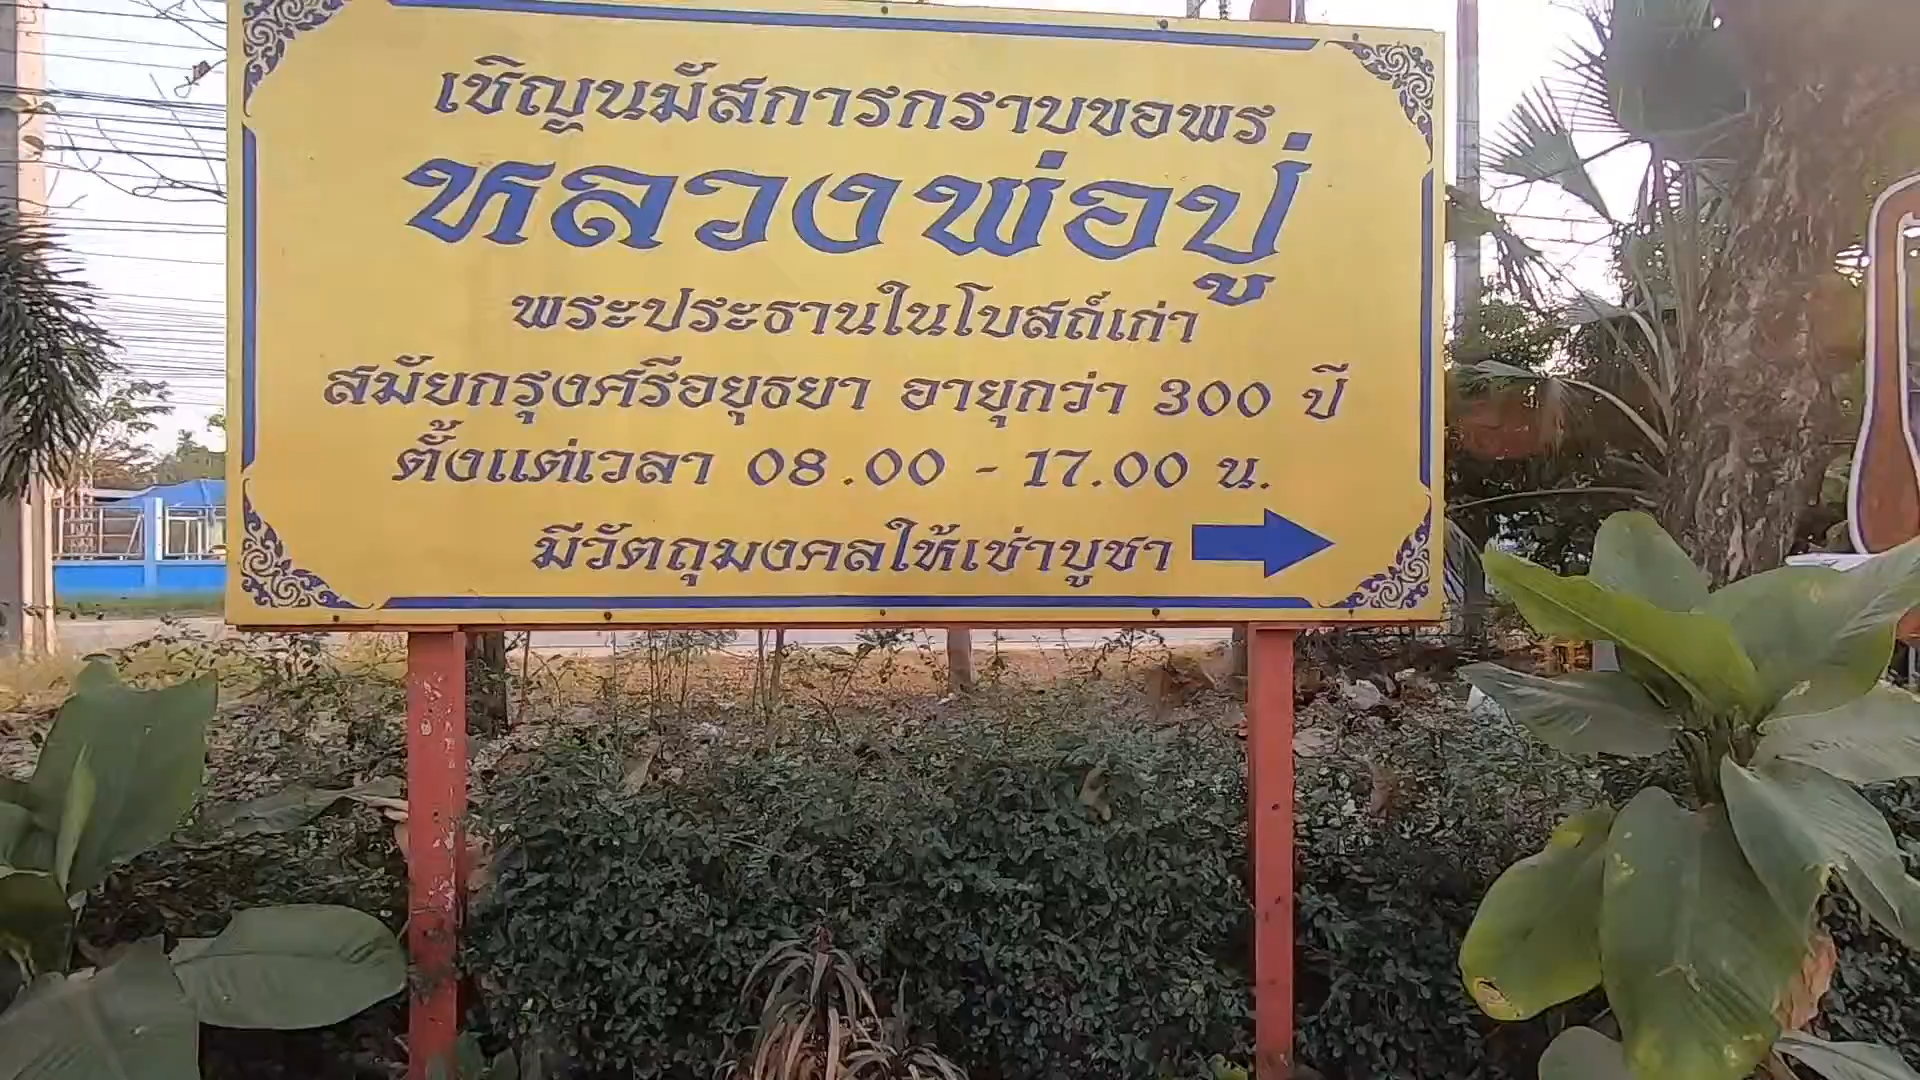 เชิญนมัสการกราบขอพร
หลวงพ่อปู่
พระประธานในโบสถ์เก่า
สมัยกรุงศรีอยุธยา อายุกว่า 300 ปี
ตั้งแต่เวลา 08.00 - 17.00 น.
มีวัตถุมงคลให้เช่าบูชา